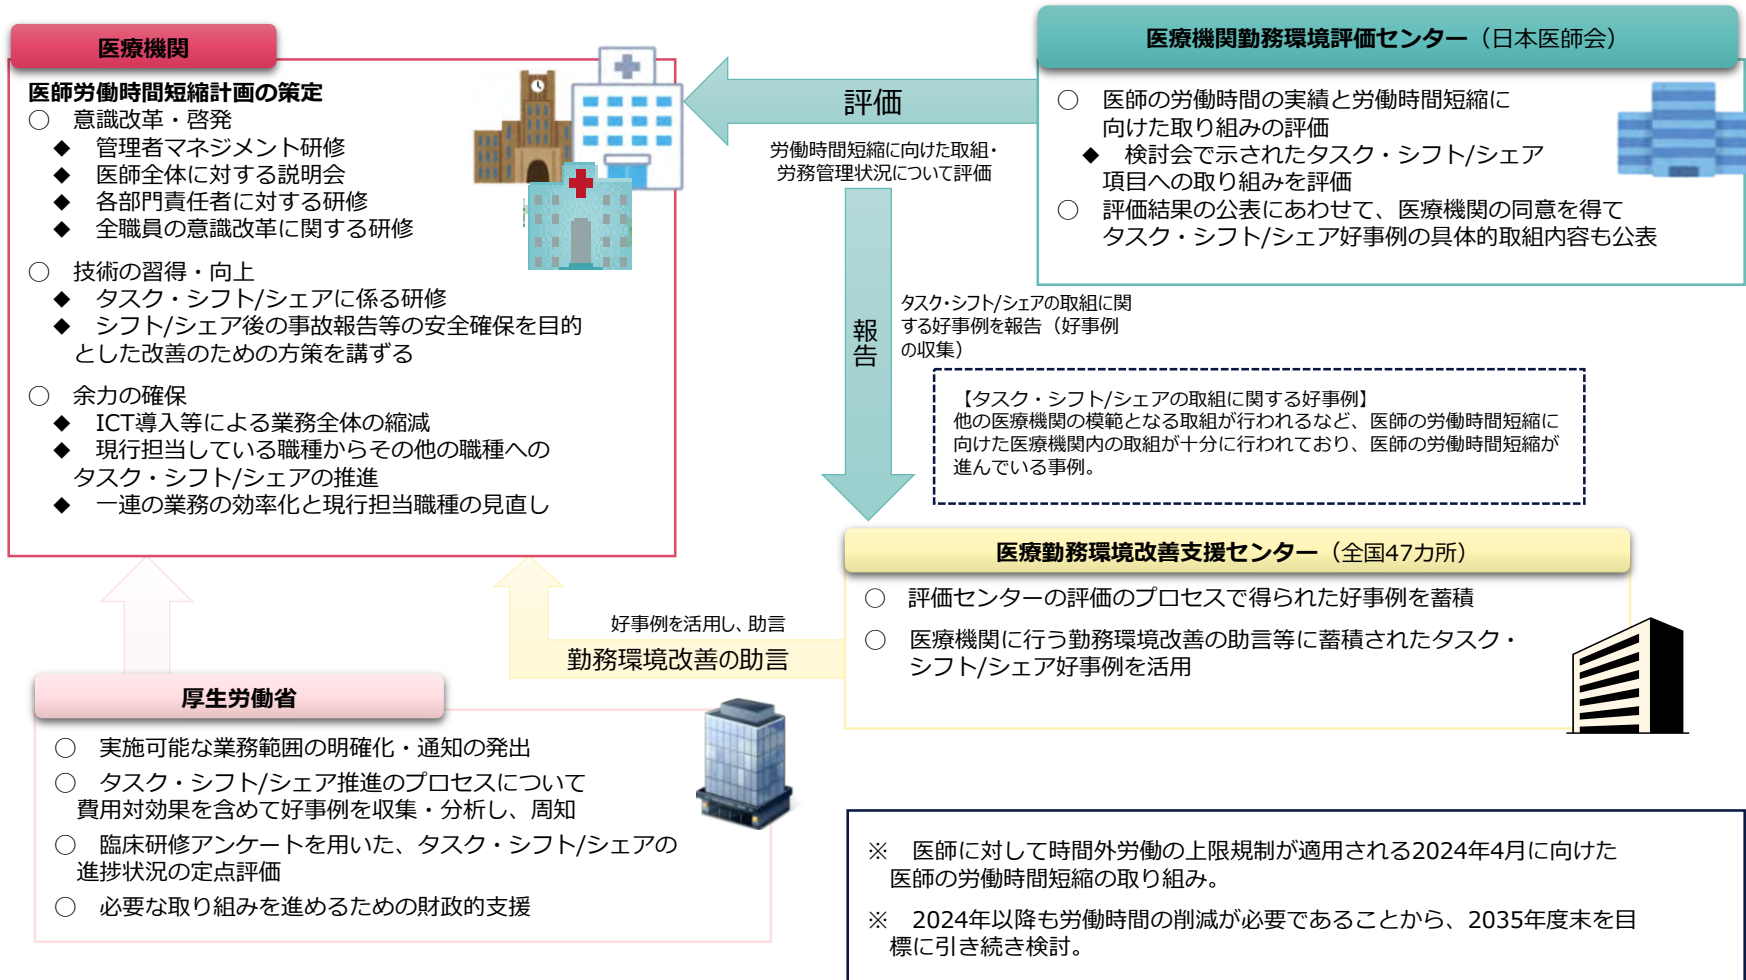 医療機関
医師労働時間短縮計画の策定
○ 意識改革・啓発
◆ 管理者マネジメント研修
◆ 医師全体に対する説明会
◆ 各部門責任者に対する研修
◆ 全職員の意識改革に関する研修
○ 技術の習得・向上
◆ タスク・シフト/シェアに係る研修
◆ シフト/シェア後の事故報告等の安全確保を目的
とした改善のための方策を講ずる
○ 余力の確保
◆ ICT導入等による業務全体の縮減
◆ 現行担当している職種からその他の職種への
タスク・シフト/シェアの推進
◆ 一連の業務の効率化と現行担当職種の見直し
評価
労働時間短縮に向けた取組・
労務管理状況について評価
医療機関勤務環境評価センター（日本医師会）
○ 医師の労働時間の実績と労働時間短縮に
向けた取り組みの評価
◆ 検討会で示されたタスク・シフト/シェア
項目への取り組みを評価
○ 評価結果の公表にあわせて、医療機関の同意を得て
タスク・シフト/シェア好事例の具体的取組内容も公表
報告
タスク・シフト/シェアの取組に関
する好事例を報告（好事例
の収集）
【タスク・シフト/シェアの取組に関する好事例】
他の医療機関の模範となる取組が行われるなど、医師の労働時間短縮に
向けた医療機関内の取組が十分に行われており、医師の労働時間短縮が
進んでいる事例。
医療勤務環境改善支援センター（全国47カ所）
○ 評価センターの評価のプロセスで得られた好事例を蓄積
○ 医療機関に行う勤務環境改善の助言等に蓄積されたタスク・
シフト/シェア好事例を活用
好事例を活用し、助言
勤務環境改善の助言
厚生労働省
○ 実施可能な業務範囲の明確化・通知の発出
○ タスク・シフト/シェア推進のプロセスについて
費用対効果を含めて好事例を収集・分析し、周知
○ 臨床研修アンケートを用いた、タスク・シフト/シェアの
進捗状況の定点評価
○ 必要な取り組みを進めるための財政的支援
※ 医師に対して時間外労働の上限規制が適用される2024年4月に向けた
医師の労働時間短縮の取り組み。
※ 2024年以降も労働時間の削減が必要であることから、2035年度末を目
標に引き続き検討。